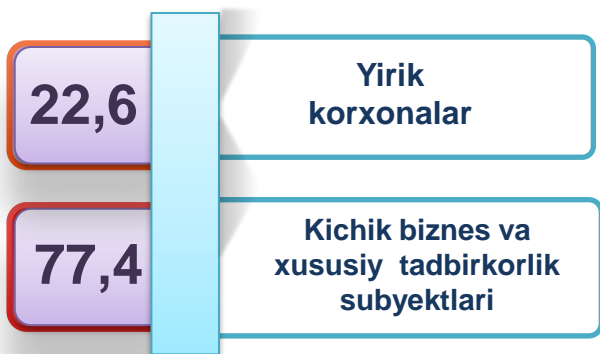 22,6
Yirik
korxonalar
77,4
Kichik biznes va
xususiy tadbirkorlik
subyektlari